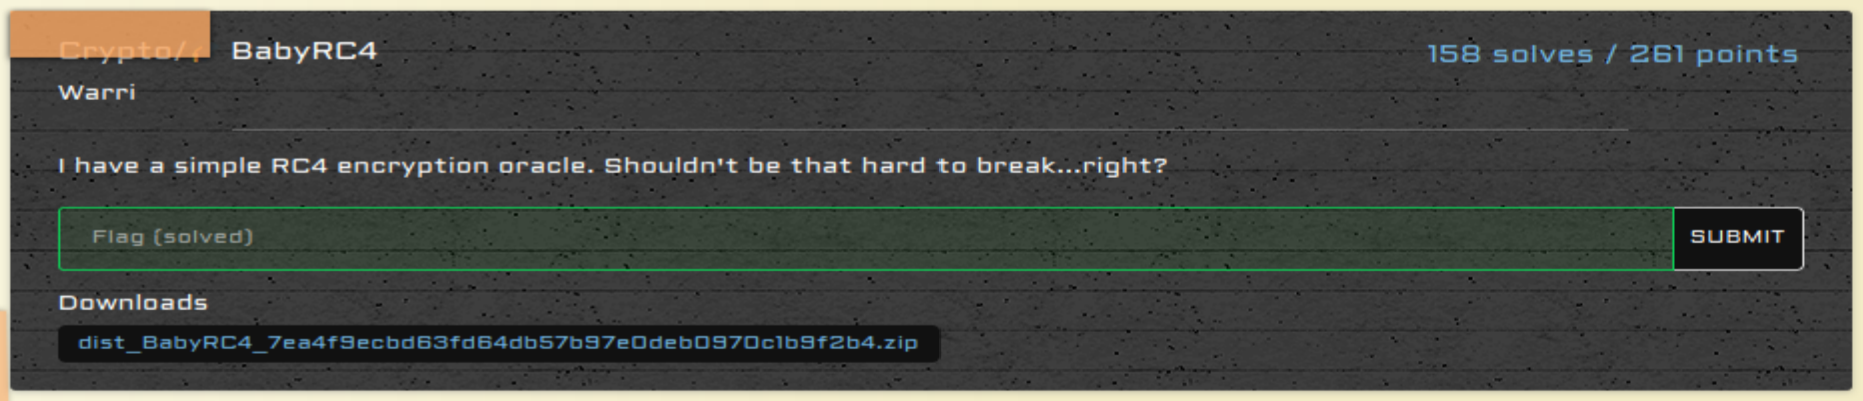 Crypto/ BabyRC4
158 solves / 261 points
Warri
I have a simple RC4 encryption oracle. Shouldn't be that hard to break...right?
Flag (solved)
SUBMIT
Downloads
dist_BabyRC4_7ea4f9ecbd63fd64db57b97e0deb0970c1b9f2b4.zip